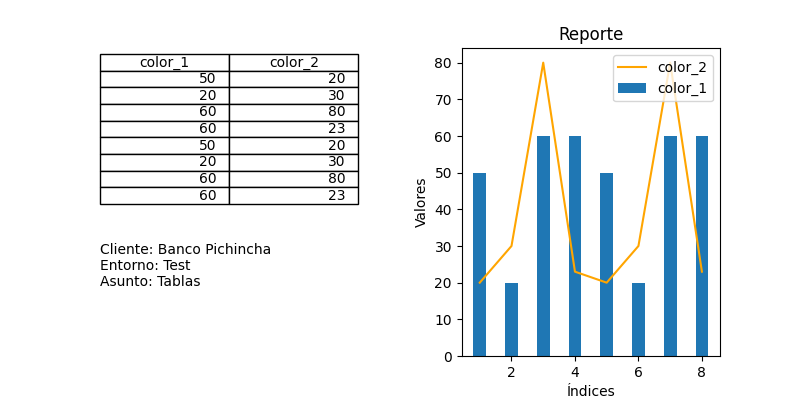 color_1 color_2
50 20
20 30
60 80
60 23
50 20
20 30
60 80
60 23
Cliente: Banco Pichincha
Entorno: Test
Asunto: Tablas
Reporte
color_2
color_1
80
70
60
50
40
30
20
10
0
Valores
2 4 6 8
Índices